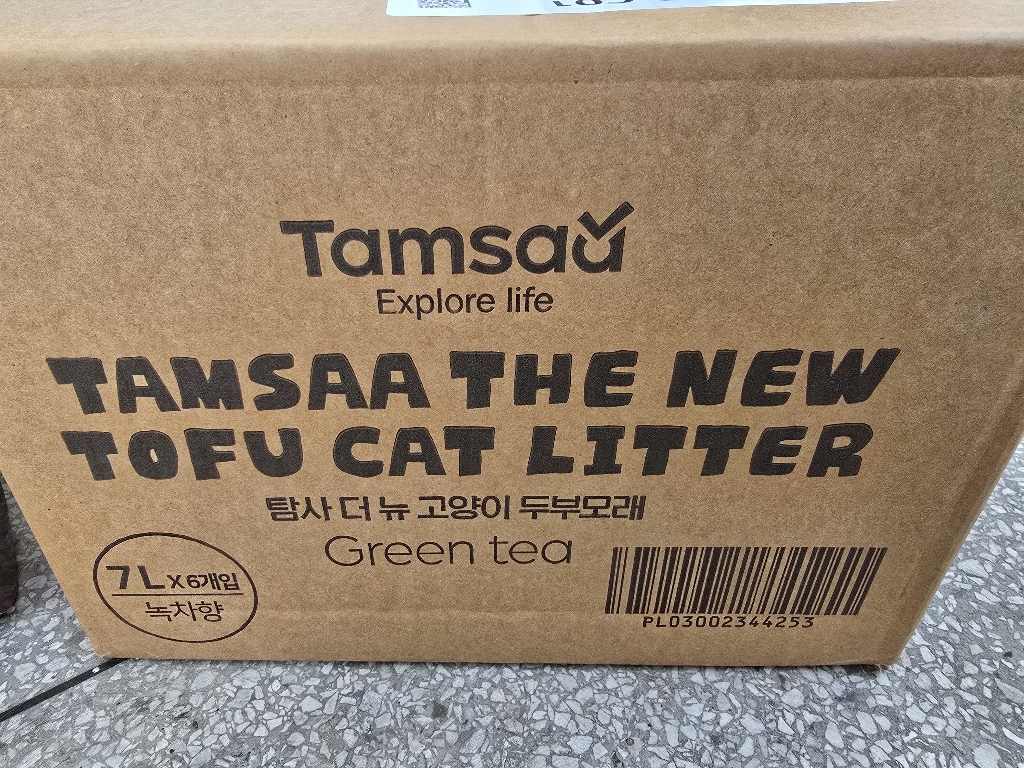 Tamsaa
Explore life
TAMSAA THE NEW
TOFU CAT LITTER
탐사 더 뉴 고양이 두부모래
Green tea
7L X 6개입
녹차향
PL03002344253